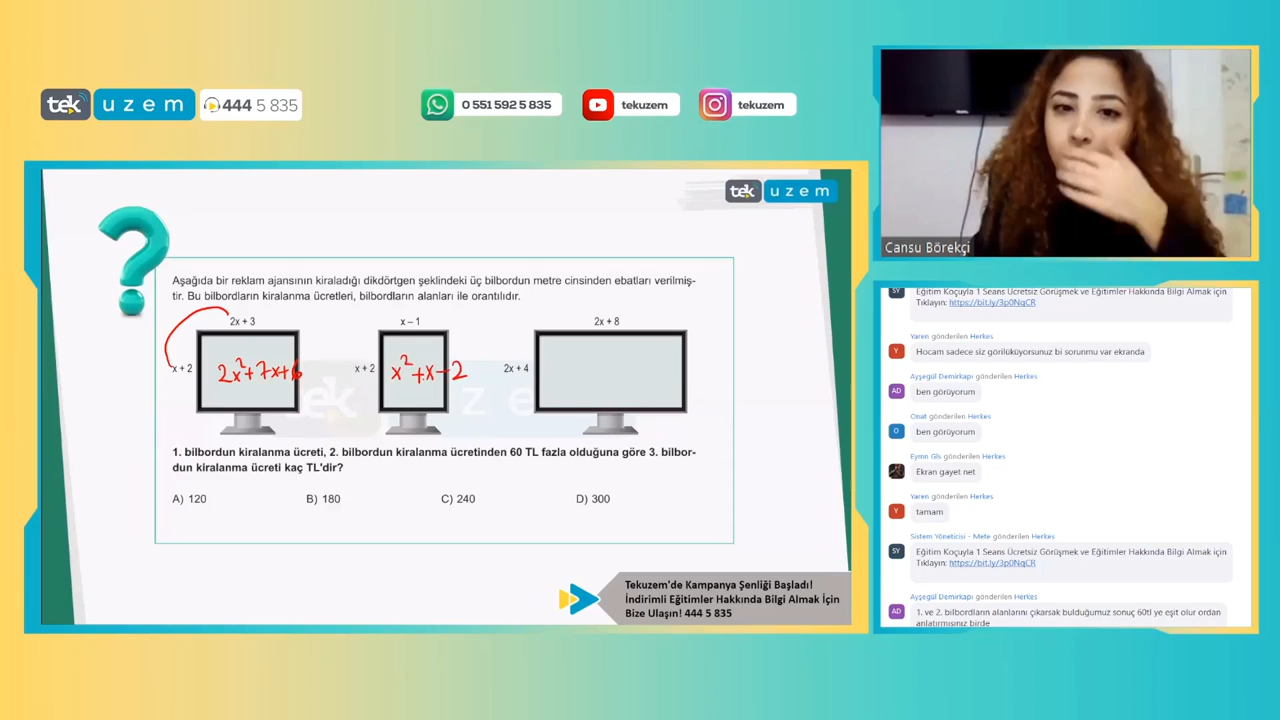 tek uzem 444 5 835
0 551 592 5 835
tekuzem
tekuzem
tek uzem
Aşağıda bir reklam ajansının kiraladığı dikdörtgen şeklindeki üç bilbordun metre cinsinden ebatları verilmiş-
tir. Bu bilbordların kiralanma ücretleri, bilbordların alanları ile orantılıdır.
2x + 3
x – 1
2x + 8
x + 2
2x²+7x+6
x + 2
x²+x-2
2x + 4
1. bilbordun kiralanma ücreti, 2. bilbordun kiralanma ücretinden 60 TL fazla olduğuna göre 3. bilbor-
dun kiralanma ücreti kaç TL'dir?
A) 120 B) 180 C) 240 D) 300
Tekuzem'de Kampanya Şenliği Başladı!
İndirimli Eğitimler Hakkında Bilgi Almak İçin
Bize Ulaşın! 444 5 835
Cansu Börekçi
SY
Eğitim Koçuyla 1 Seans Ücretsiz Görüşmek ve Eğitimler Hakkında Bilgi Almak için
Tıklayın: https://bit.ly/3p0NqCR
Yaren gönderilen Herkes
Y Hocam sadece siz görülüküyorsunuz bi sorunmu var ekranda
Ayşegül Demirkapı gönderilen Herkes
AD ben görüyorum
Onat gönderilen Herkes
O ben görüyorum
Eymn Gls gönderilen Herkes
Ekran gayet net
Yaren gönderilen Herkes
Y tamam
Sistem Yöneticisi - Mete gönderilen Herkes
SY Eğitim Koçuyla 1 Seans Ücretsiz Görüşmek ve Eğitimler Hakkında Bilgi Almak için
Tıklayın: https://bit.ly/3p0NqCR
Ayşegül Demirkapı gönderilen Herkes
AD 1. ve 2. bilbordların alanlarını çıkarsak bulduğumuz sonuç 60tl ye eşit olur ordan
anlatırmısınız birde